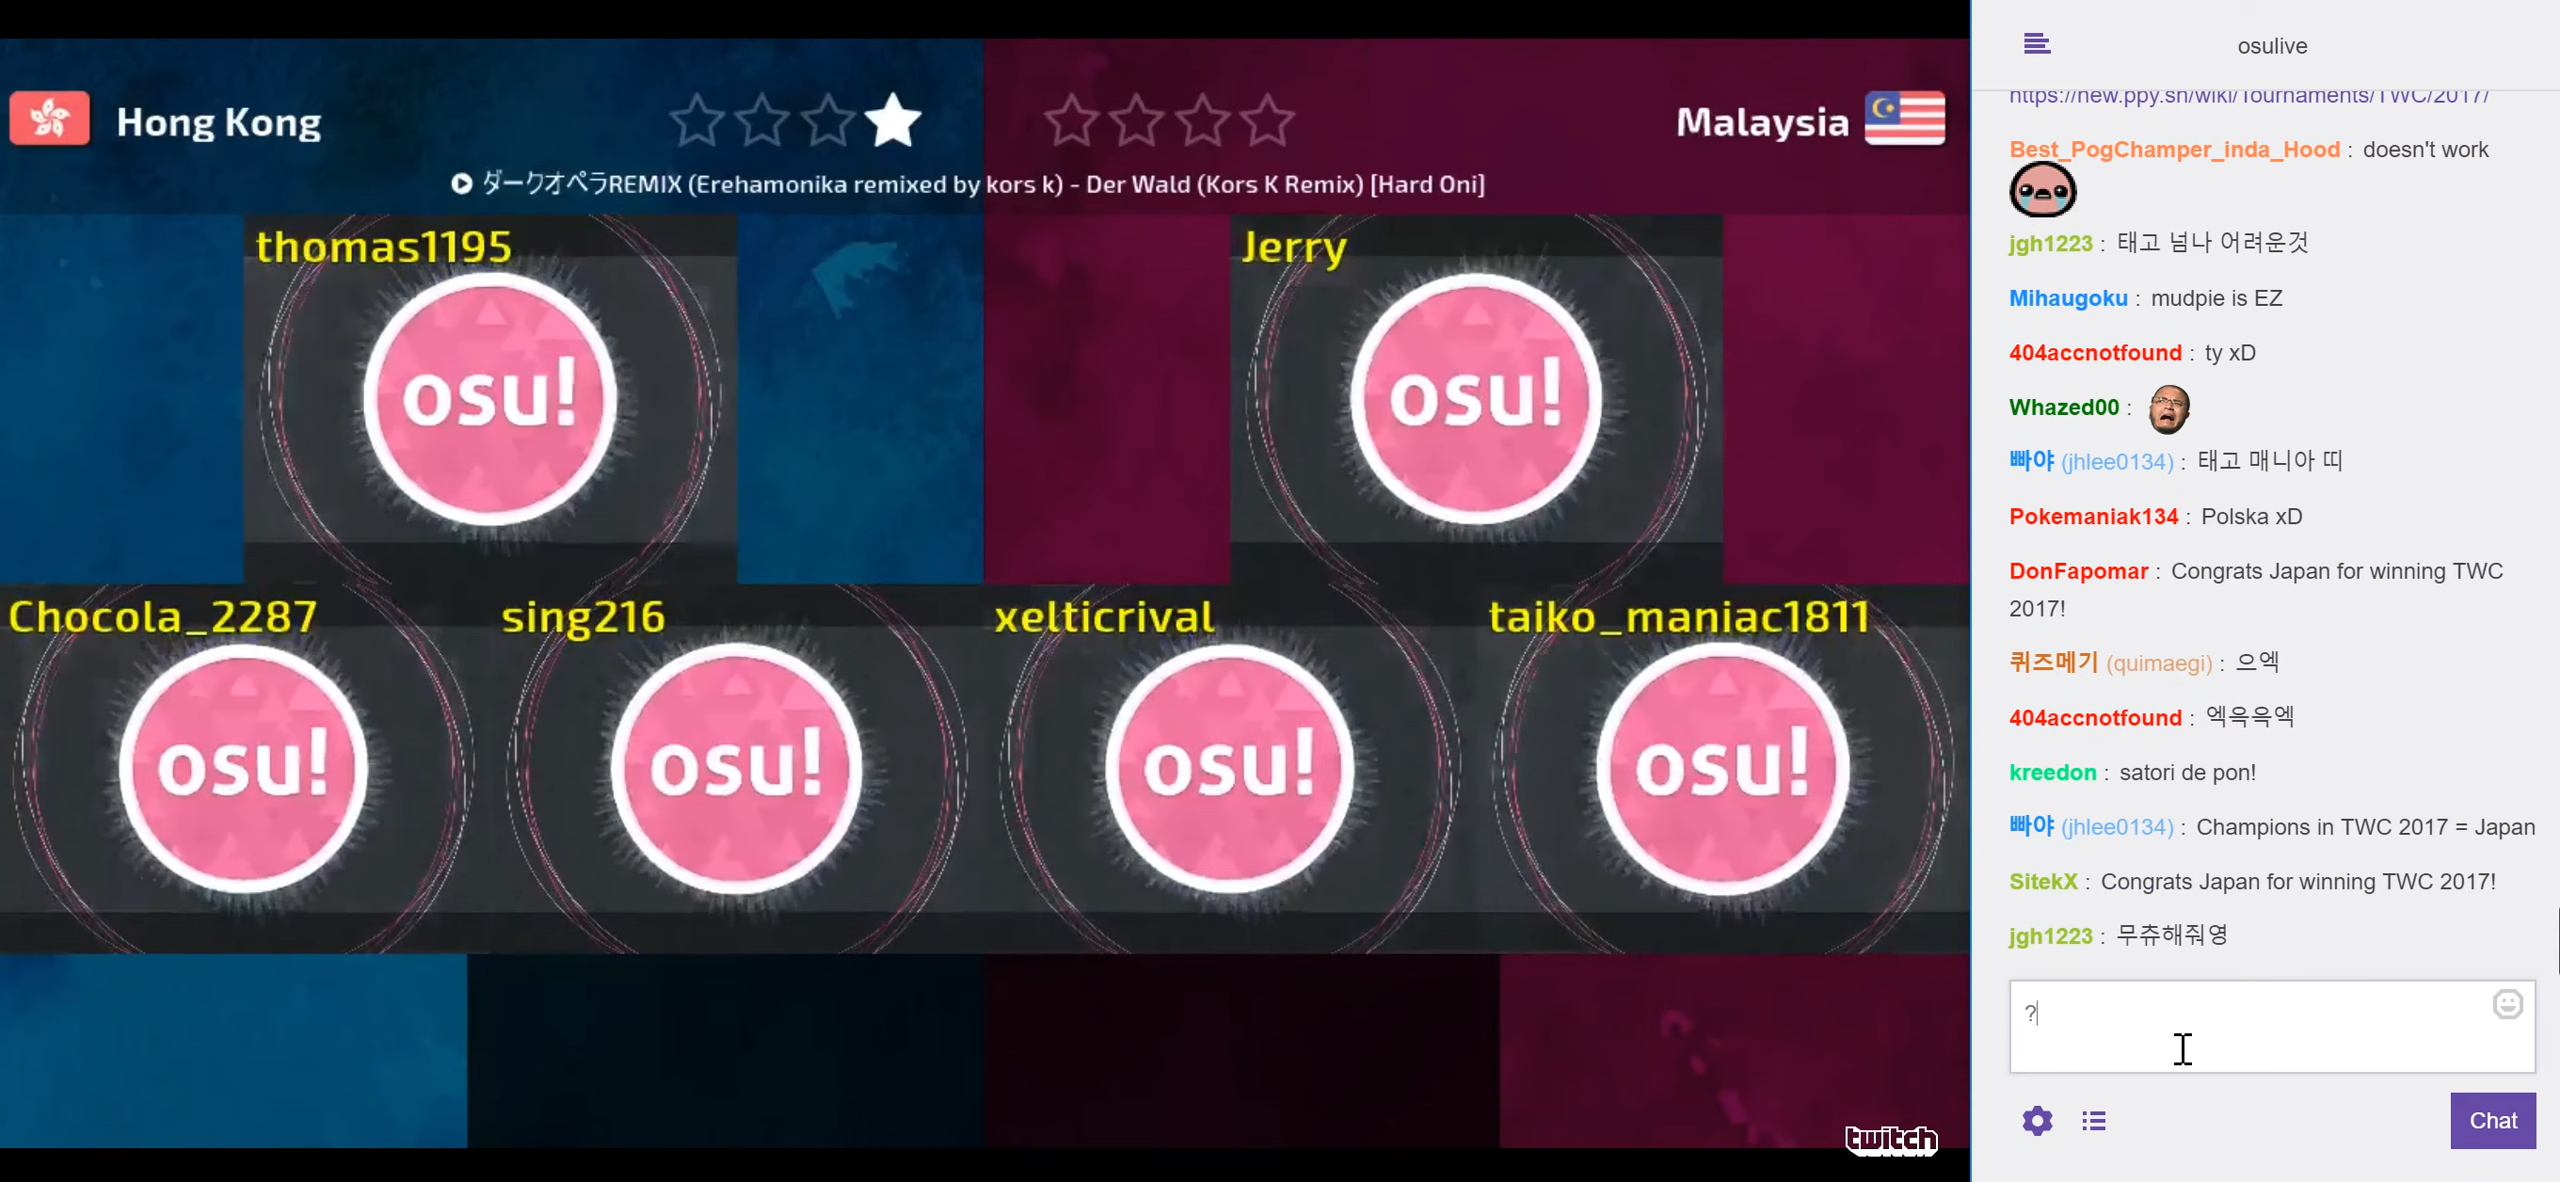 Hong Kong
Malaysia
ダークオペラREMIX (Erehamonika remixed by kors k) - Der Wald (Kors K Remix) [Hard Oni]
thomas1195
Jerry
osu!
osu!
Chocola_2287
sing216
xelticrival
taiko_maniac1811
osu!
osu!
osu!
osu!
twitch
osulive
https://new.ppy.sh/wiki/Tournaments/TWC/2017/
Best_PogChamper_inda_Hood : doesn't work
jgh1223 : 태고 넘나 어려운것
Mihaugoku : mudpie is EZ
404accnotfound : ty xD
Whazed00 :
빠야 (jhlee0134) : 태고 매니아 띠
Pokemaniak134 : Polska xD
DonFapomar : Congrats Japan for winning TWC
2017!
퀴즈메기 (quimaegi) : 으엑
404accnotfound : 엑윽윽엑
kreedon : satori de pon!
빠야 (jhlee0134) : Champions in TWC 2017 = Japan
SitekX : Congrats Japan for winning TWC 2017!
jgh1223 : 무츄해줘영
?
Chat